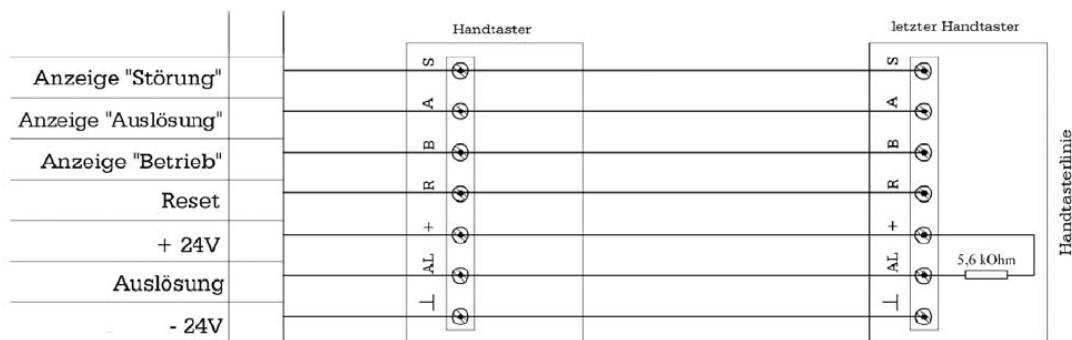 Handtaster
letzter Handtaster
Anzeige "Störung"
S
S
Anzeige "Auslösung"
A
A
Anzeige "Betrieb"
B
B
Reset
R
R
+ 24V
+
+
Auslösung
AL
AL
5,6 kOhm
- 24V
⊥
⊥
Handtasterlinie